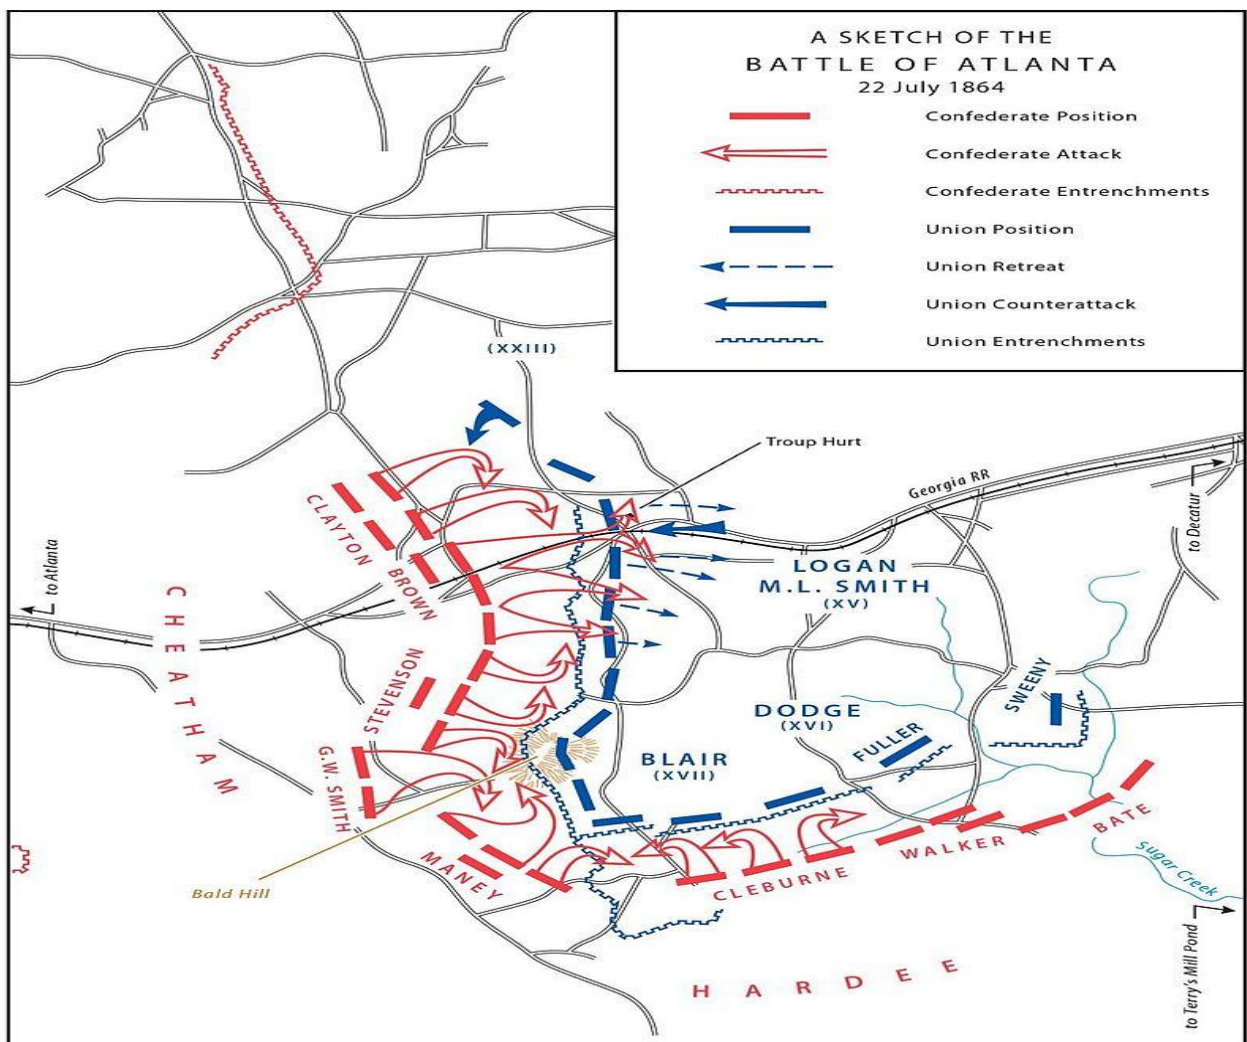 A SKETCH OF THE
BATTLE OF ATLANTA
22 July 1864
Confederate Position
Confederate Attack
Confederate Entrenchments
Union Position
Union Retreat
Union Counterattack
Union Entrenchments
(XXIII)
Troup Hurt
Georgia RR
to Decatur
CLAYTON
BROWN
to Atlanta
CHEATHAM
LOGAN
M.L. SMITH
(XV)
STEVENSON
SWEENY
DODGE
(XVI)
FULLER
BLAIR
(XVII)
G.W. SMITH
MANEY
Bald Hill
CLEBURNE
WALKER
BATE
Sugar Creek
HARDEE
to Terry's Mill Pond